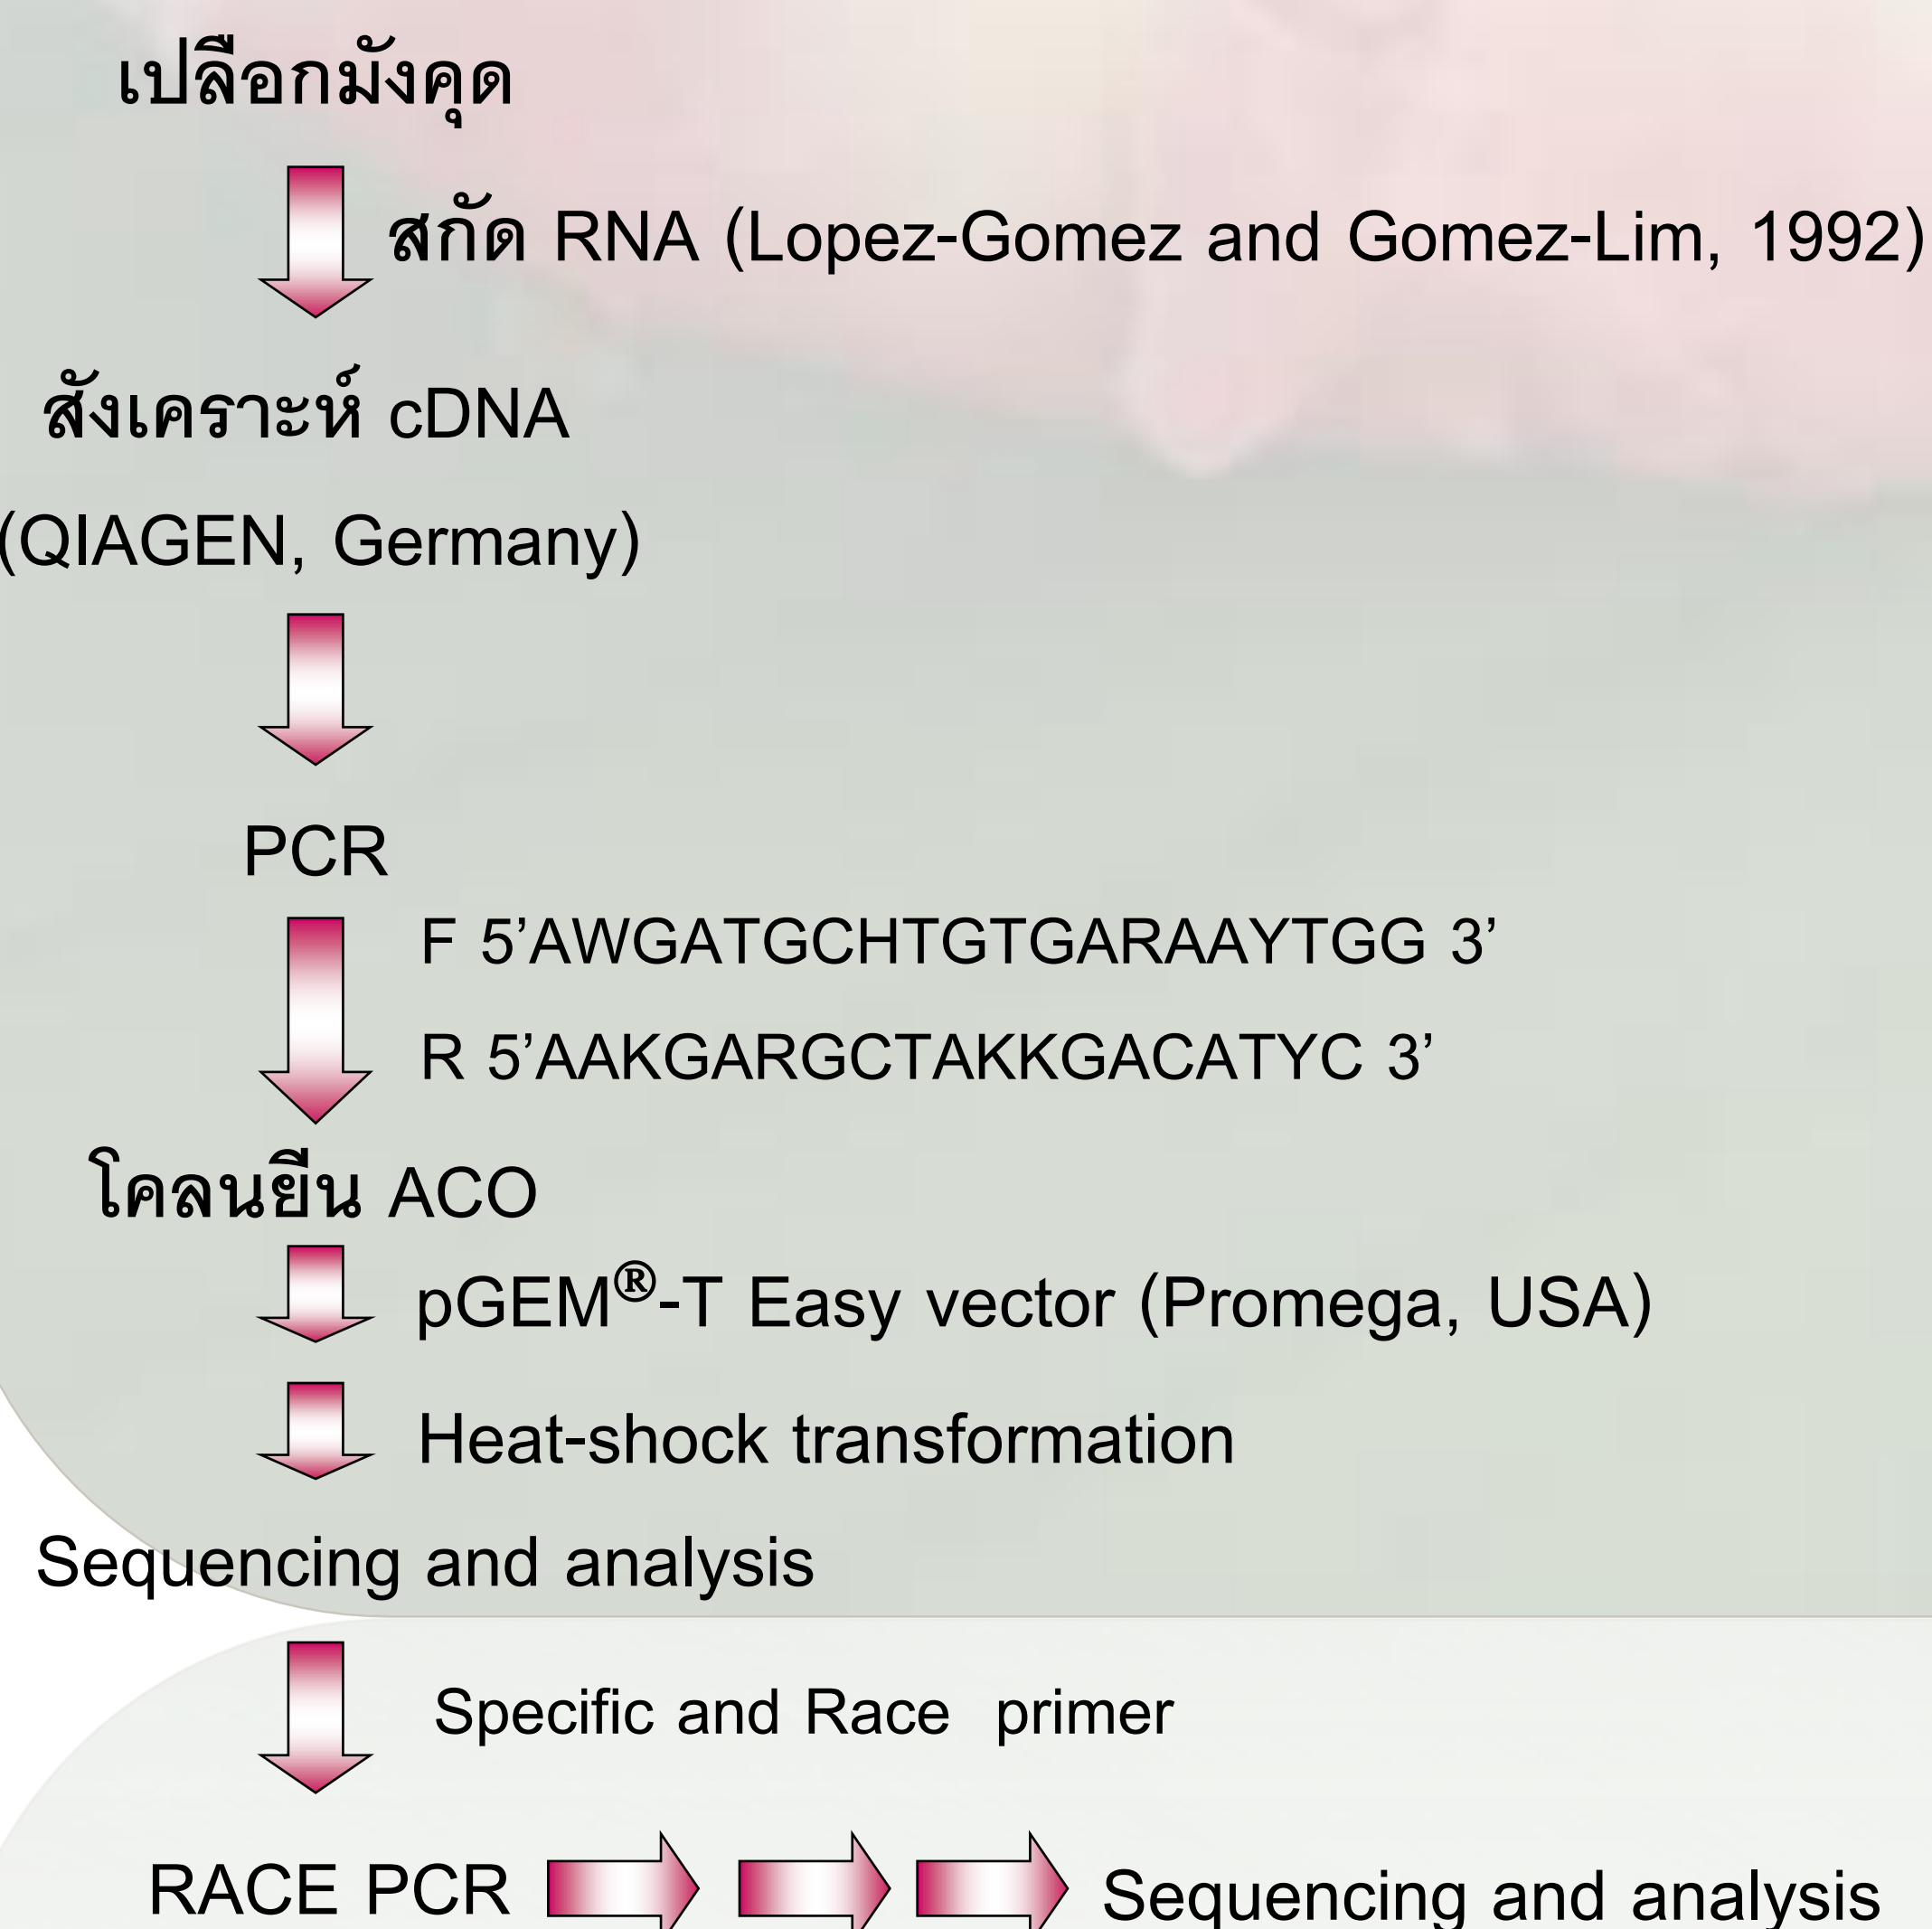 เปลือกมังคุด
สกัด RNA (Lopez-Gomez and Gomez-Lim, 1992)
สังเคราะห์ cDNA
(QIAGEN, Germany)
PCR
F 5’AWGATGCHTGTGARAAYTGG 3’
R 5’AAKGARGCTAKKGACATYC 3’
โคลนยีน ACO
pGEM®-T Easy vector (Promega, USA)
Heat-shock transformation
Sequencing and analysis
Specific and Race primer
RACE PCR
Sequencing and analysis